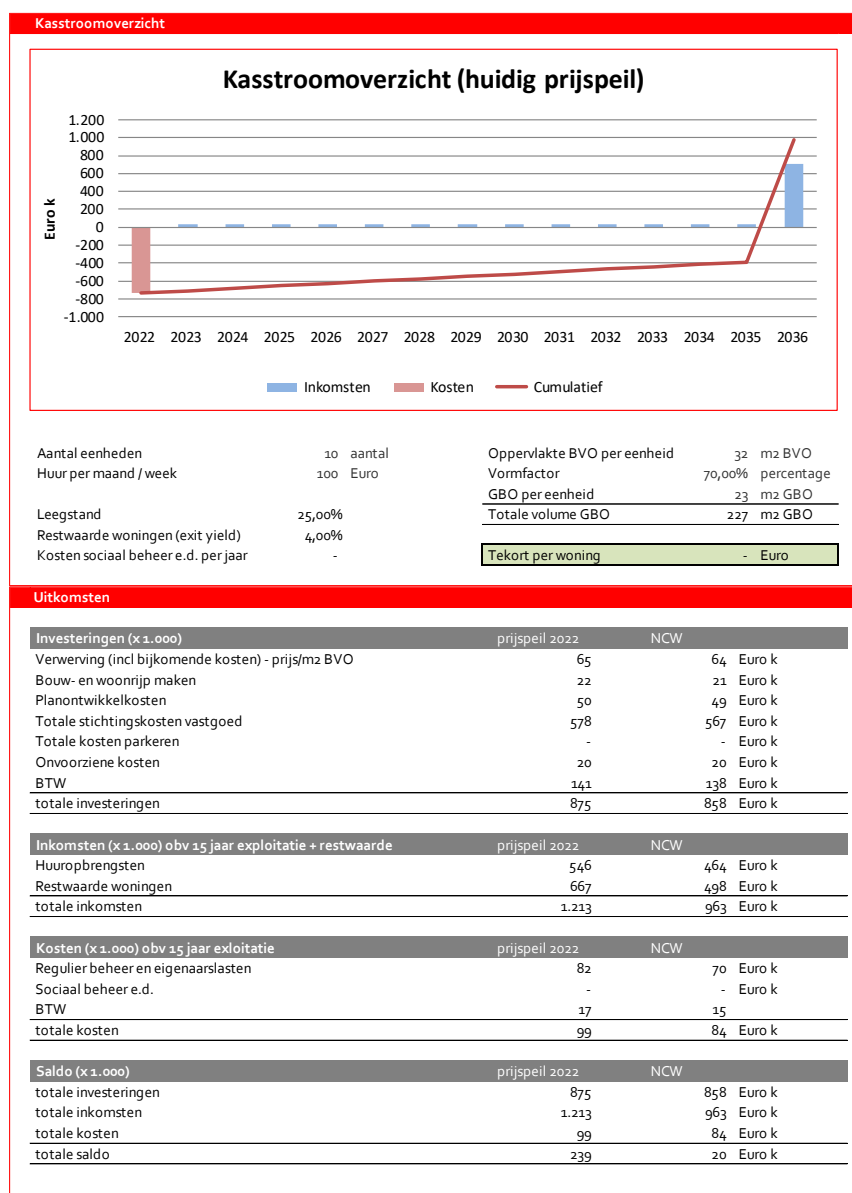 Kasstroomoverzicht
Kasstroomoverzicht (huidig prijspeil)
Euro k
1.200
1.000
800
600
400
200
0
-200
-400
-600
-800
-1.000
2022 2023 2024 2025 2026 2027 2028 2029 2030 2031 2032 2033 2034 2035 2036
Inkomsten Kosten Cumulatief
Aantal eenheden 10 aantal Oppervlakte BVO per eenheid 32 m2 BVO
Huur per maand / week 100 Euro Vormfactor 70,00% percentage
GBO per eenheid 23 m2 GBO
Leegstand 25,00% Totale volume GBO 227 m2 GBO
Restwaarde woningen (exit yield) 4,00%
Kosten sociaal beheer e.d. per jaar - Tekort per woning - Euro
Uitkomsten
Investeringen (x 1.000) prijspeil 2022 NCW
Verwerving (incl bijkomende kosten) - prijs/m2 BVO 65 64 Euro k
Bouw- en woonrijp maken 22 21 Euro k
Planontwikkelkosten 50 49 Euro k
Totale stichtingskosten vastgoed 578 567 Euro k
Totale kosten parkeren - - Euro k
Onvoorziene kosten 20 20 Euro k
BTW 141 138 Euro k
totale investeringen 875 858 Euro k
Inkomsten (x 1.000) obv 15 jaar exploitatie + restwaarde prijspeil 2022 NCW
Huuropbrengsten 546 464 Euro k
Restwaarde woningen 667 498 Euro k
totale inkomsten 1.213 963 Euro k
Kosten (x 1.000) obv 15 jaar exloitatie prijspeil 2022 NCW
Regulier beheer en eigenaarslasten 82 70 Euro k
Sociaal beheer e.d. - - Euro k
BTW 17 15
totale kosten 99 84 Euro k
Saldo (x 1.000) prijspeil 2022 NCW
totale investeringen 875 858 Euro k
totale inkomsten 1.213 963 Euro k
totale kosten 99 84 Euro k
totale saldo 239 20 Euro k